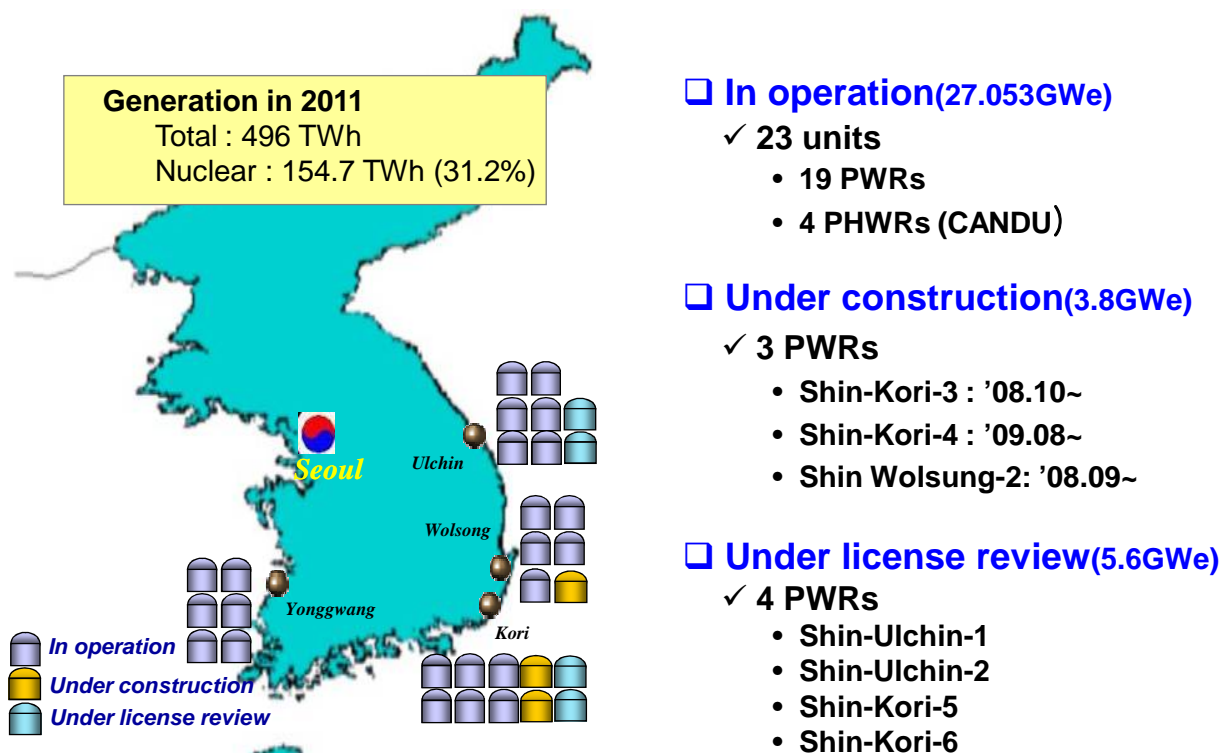 Generation in 2011
Total : 496 TWh
Nuclear : 154.7 TWh (31.2%)
Seoul
Ulchin
Wolsong
Yonggwang
Kori
In operation
Under construction
Under license review
❑ In operation(27.053GWe)
✓ 23 units
• 19 PWRs
• 4 PHWRs (CANDU）
❑ Under construction(3.8GWe)
✓ 3 PWRs
• Shin-Kori-3 : ’08.10~
• Shin-Kori-4 : ’09.08~
• Shin Wolsung-2: ’08.09~
❑ Under license review(5.6GWe)
✓ 4 PWRs
• Shin-Ulchin-1
• Shin-Ulchin-2
• Shin-Kori-5
• Shin-Kori-6